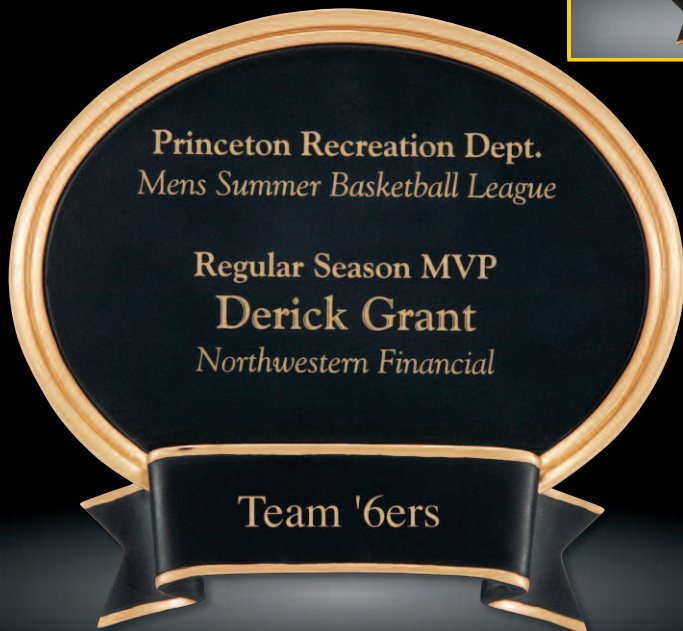 Princeton Recreation Dept.
Mens Summer Basketball League
Regular Season MVP
Derick Grant
Northwestern Financial
Team '6ers